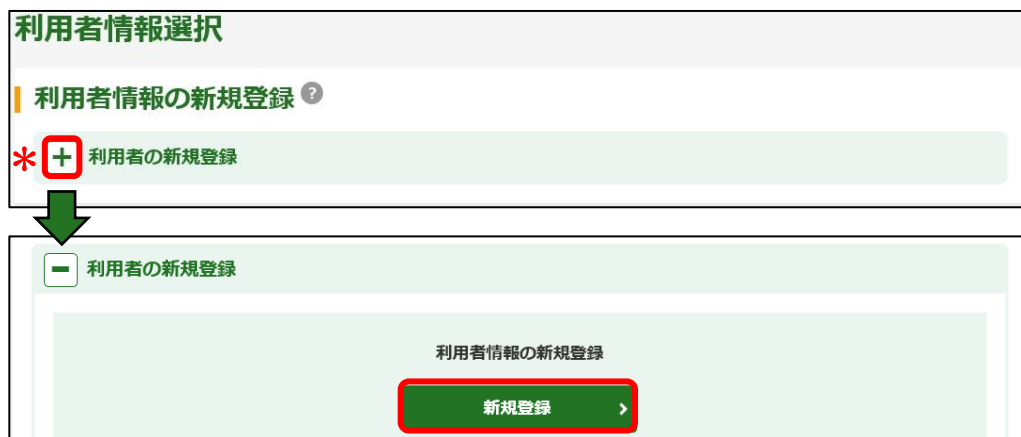 利用者情報選択
利用者情報の新規登録 ?
* + 利用者の新規登録
− 利用者の新規登録
利用者情報の新規登録
新規登録 >